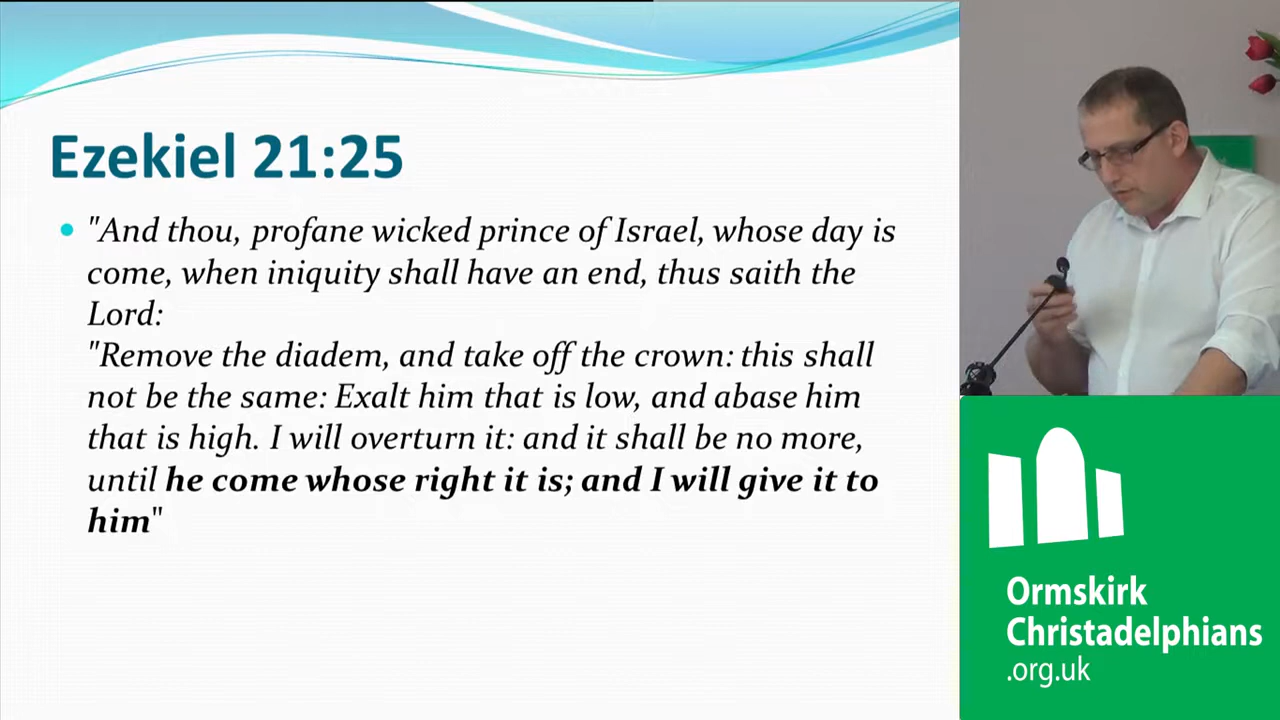 Ezekiel 21:25
"And thou, profane wicked prince of Israel, whose day is
come, when iniquity shall have an end, thus saith the
Lord:
"Remove the diadem, and take off the crown: this shall
not be the same: Exalt him that is low, and abase him
that is high. I will overturn it: and it shall be no more,
until he come whose right it is; and I will give it to
him"
Ormskirk
Christadelphians
.org.uk